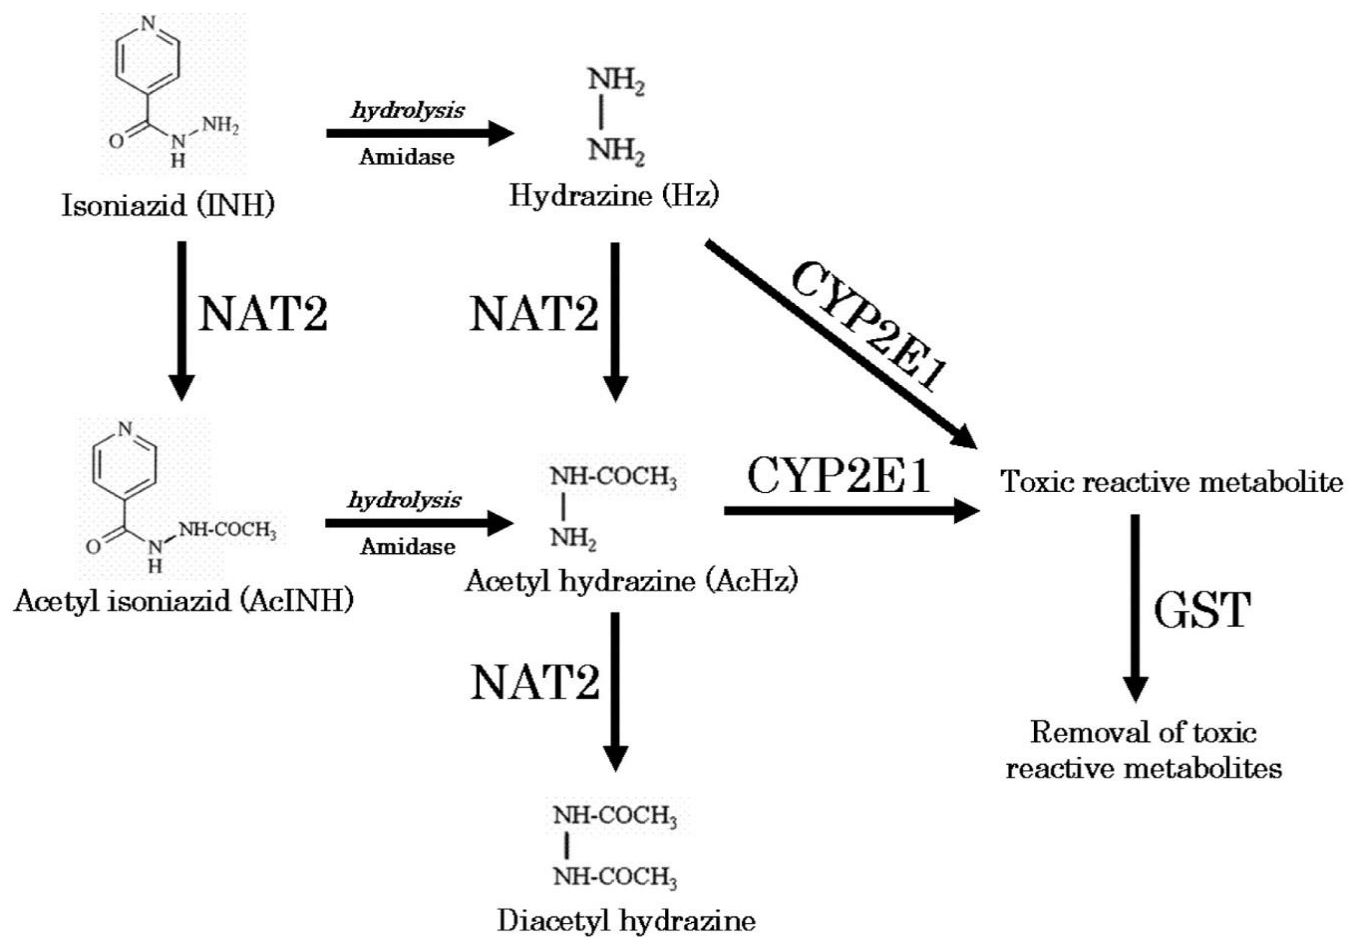 N
O
N
H
NH₂
Isoniazid (INH)
hydrolysis
Amidase
NH₂
NH₂
Hydrazine (Hz)
NAT2
NAT2
CYP2E1
N
O
N
H
NH-COCH₃
Acetyl isoniazid (AcINH)
hydrolysis
Amidase
NH-COCH₃
NH₂
Acetyl hydrazine (AcHz)
CYP2E1
Toxic reactive metabolite
NAT2
GST
Removal of toxic
reactive metabolites
NH-COCH₃
NH-COCH₃
Diacetyl hydrazine